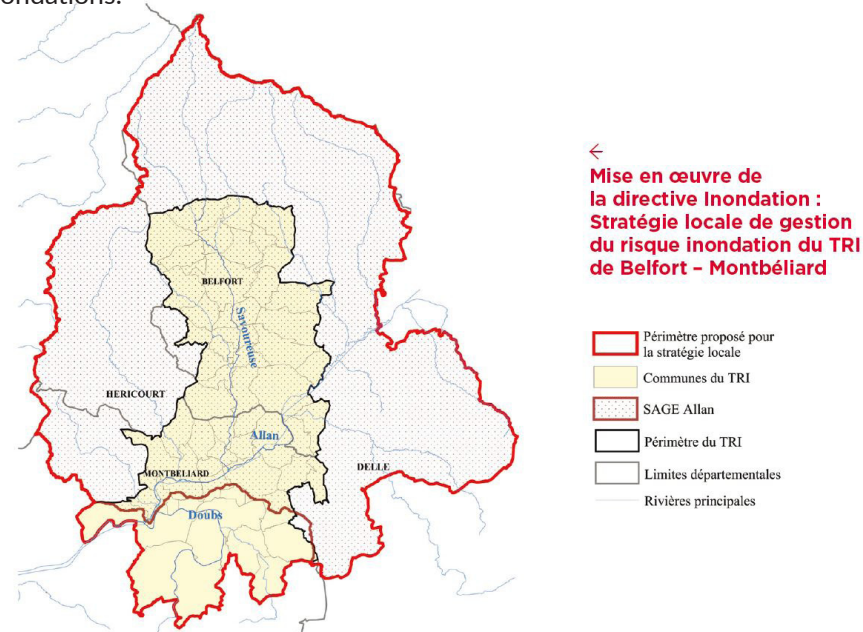 ondations.
BELFORT
Savoureuse
HERICOURT
Allan
MONTBELIARD
DELLE
Doubs
←
Mise en œuvre de
la directive Inondation :
Stratégie locale de gestion
du risque inondation du TRI
de Belfort – Montbéliard
Périmètre proposé pour
la stratégie locale
Communes du TRI
SAGE Allan
Périmètre du TRI
Limites départementales
Rivières principales